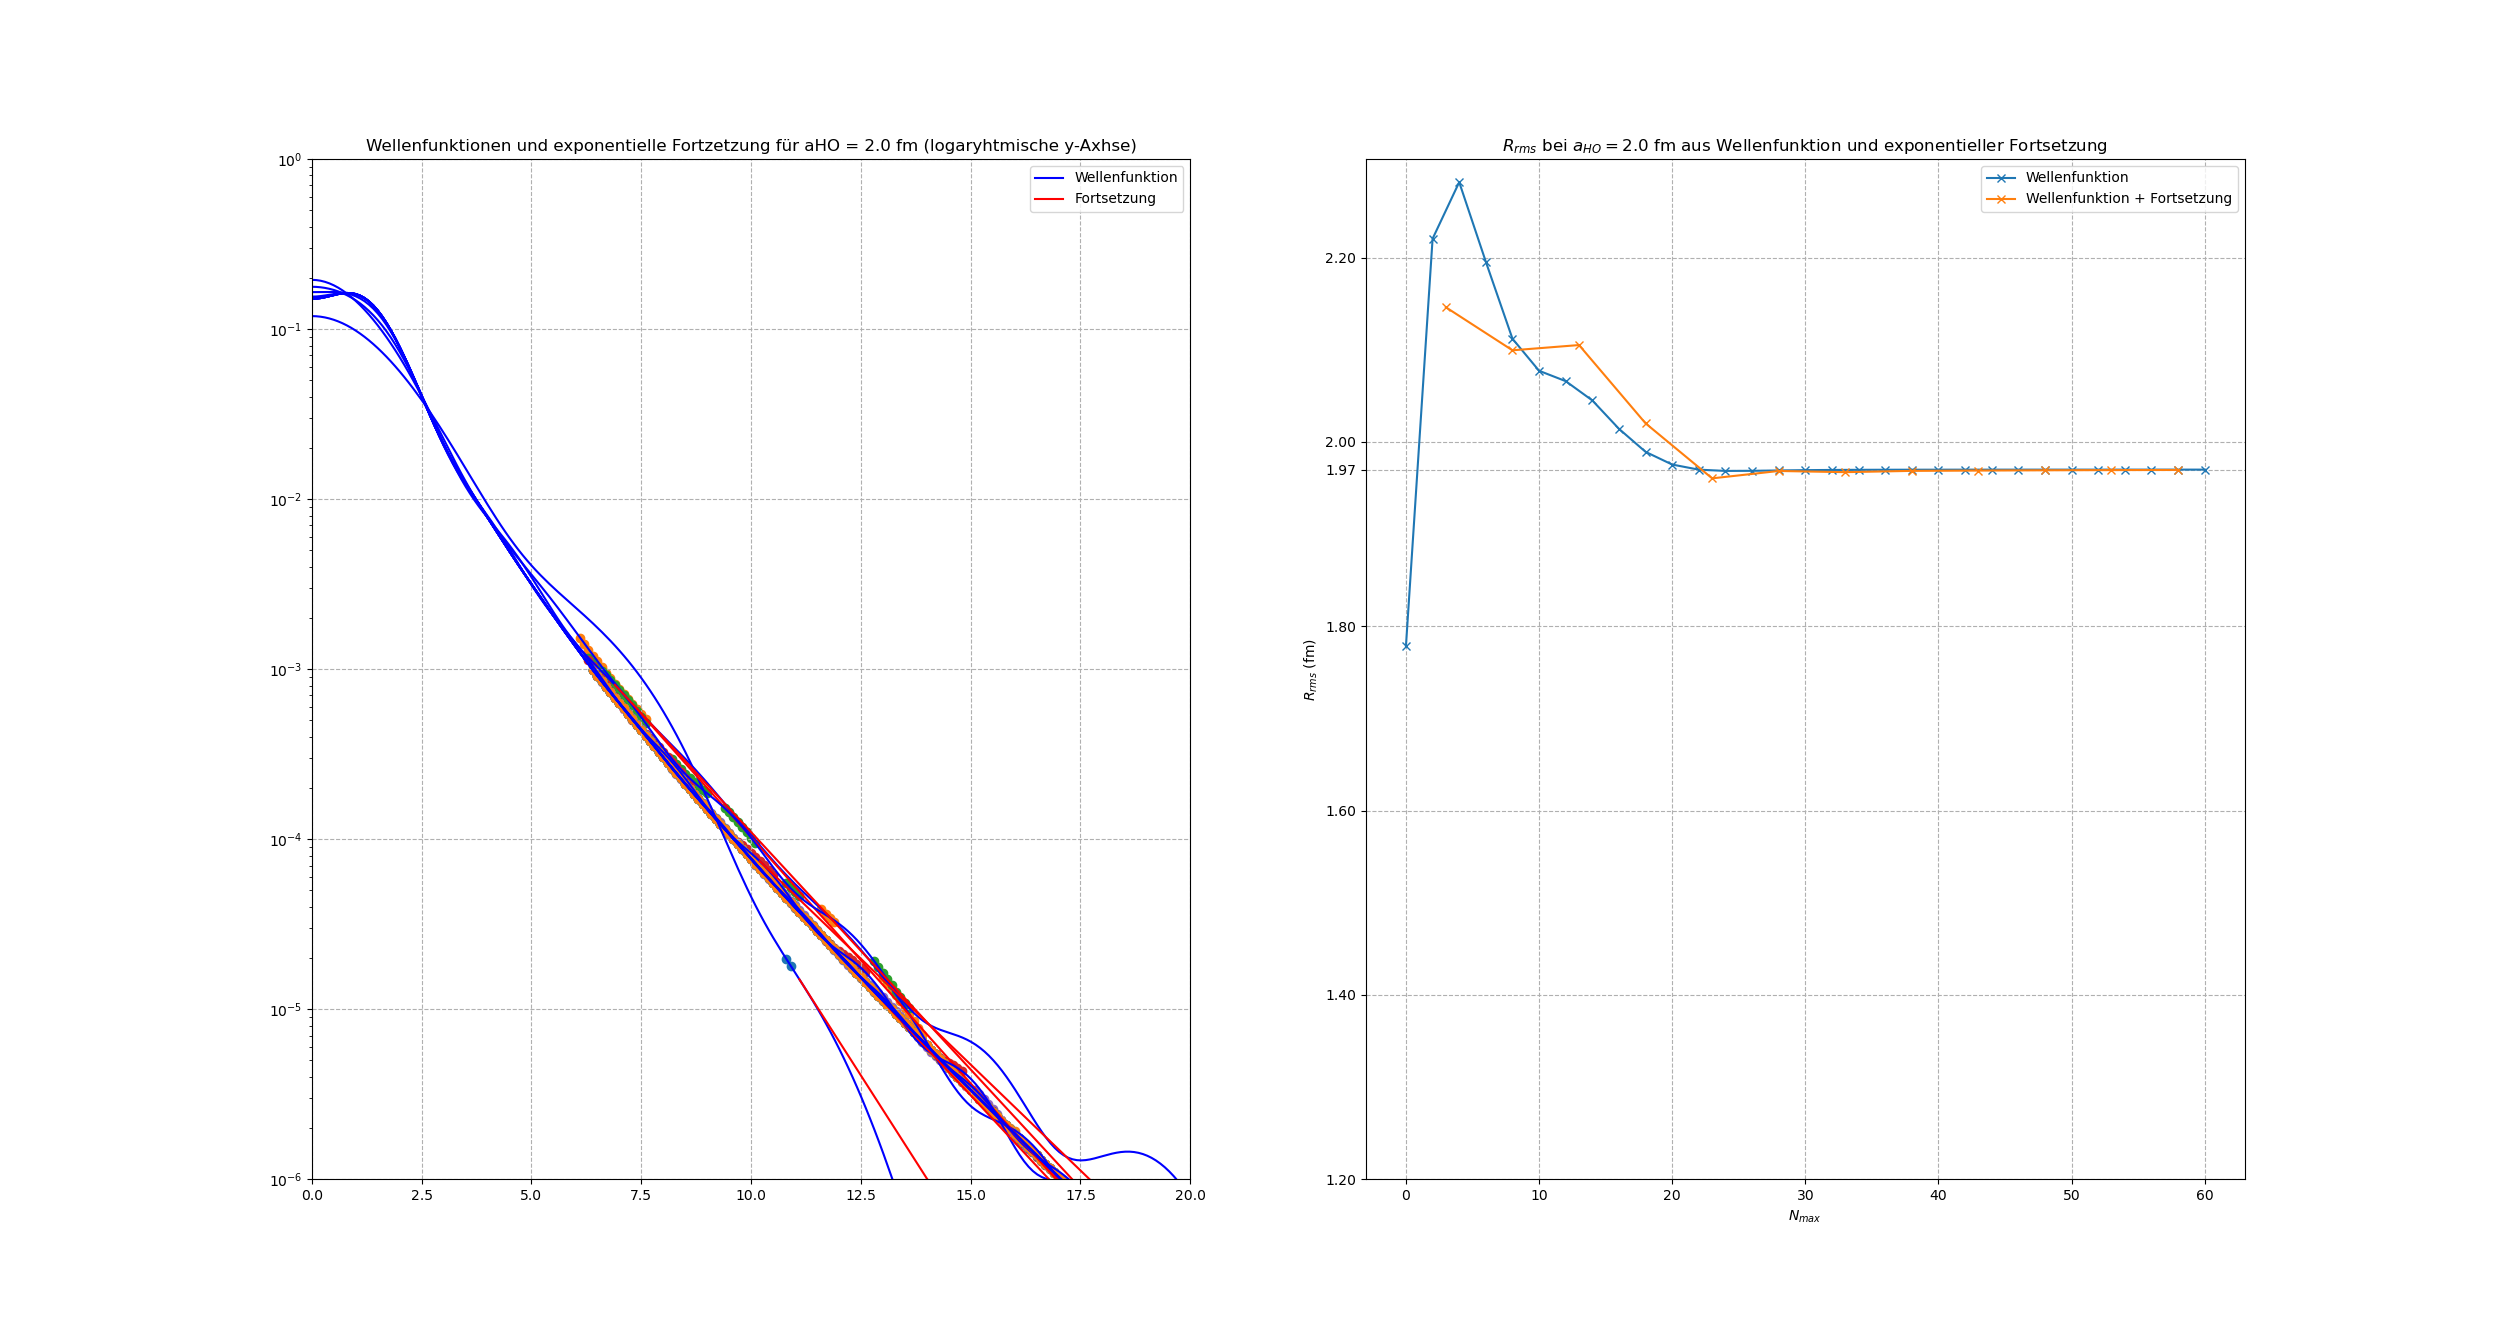 Wellenfunktionen und exponentielle Fortzetzung für aHO = 2.0 fm (logaryhtmische y-Axhse)
10⁰
10⁻¹
10⁻²
10⁻³
10⁻⁴
10⁻⁵
10⁻⁶
0.0 2.5 5.0 7.5 10.0 12.5 15.0 17.5 20.0
Wellenfunktion
Fortsetzung
R_rms bei a_HO = 2.0 fm aus Wellenfunktion und exponentieller Fortsetzung
Wellenfunktion
Wellenfunktion + Fortsetzung
2.20
2.00
1.97
1.80
1.60
1.40
1.20
R_rms (fm)
0 10 20 30 40 50 60
N_max